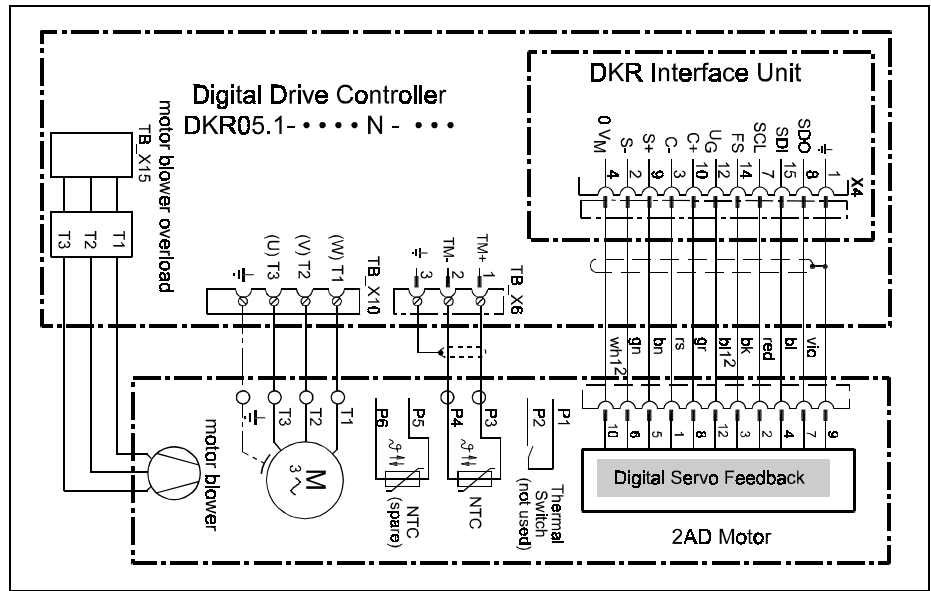 Digital Drive Controller
DKR05.1- • • • • N - • • •
DKR Interface Unit
0 VM
S-
S+
C-
C+
UG
FS
SCL
SDI
SDO
4
2
9
3
10
12
14
7
15
8
1
X4
motor blower overload
TB_X15
T3
T2
T1
(U) T3
(V) T2
(W) T1
TB_X10
TM-
TM+
3
2
1
TB_X6
wh12
gn
bn
rs
gr
bl12
bk
red
bl
vio
T3
T2
T1
P6
P5
P4
P3
P2
P1
10
6
5
1
8
12
3
2
4
7
9
M
3
motor blower
NTC
(spare)
NTC
Thermal
Switch
(not used)
Digital Servo Feedback
2AD Motor